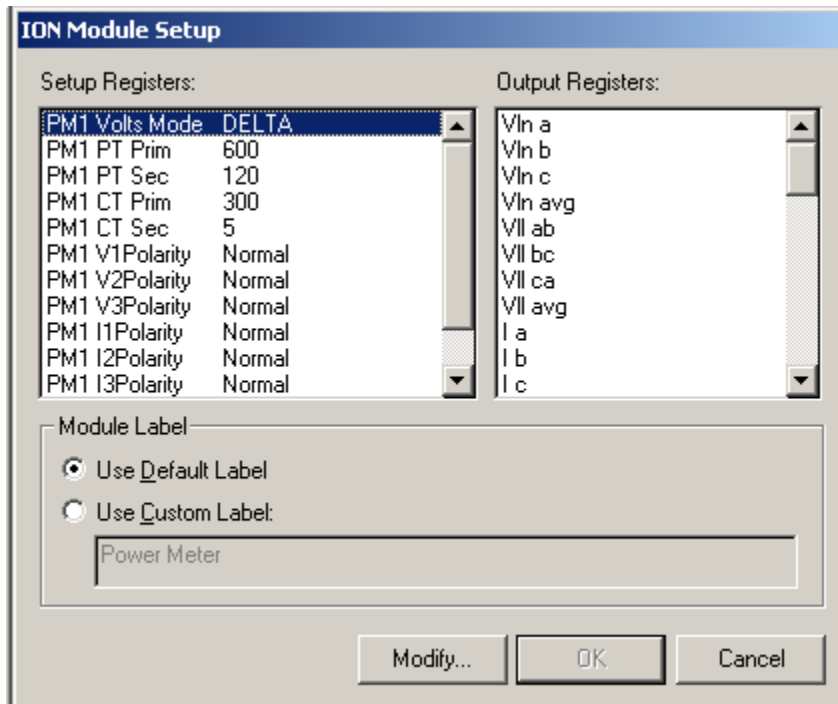 ION Module Setup
Setup Registers:
PM1 Volts Mode DELTA
PM1 PT Prim 600
PM1 PT Sec 120
PM1 CT Prim 300
PM1 CT Sec 5
PM1 V1Polarity Normal
PM1 V2Polarity Normal
PM1 V3Polarity Normal
PM1 I1Polarity Normal
PM1 I2Polarity Normal
PM1 I3Polarity Normal
Output Registers:
Vln a
Vln b
Vln c
Vln avg
Vll ab
Vll bc
Vll ca
Vll avg
I a
I b
I c
Module Label
Use Default Label
Use Custom Label:
Power Meter
Modify...
OK
Cancel